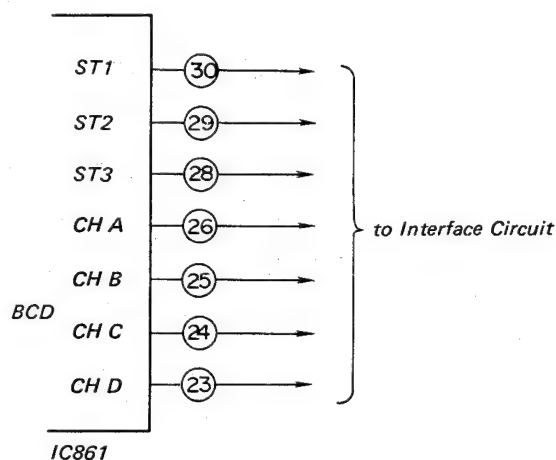 ST1 30
ST2 29
ST3 28
CH A 26
to Interface Circuit
CH B 25
BCD
CH C 24
CH D 23
IC861